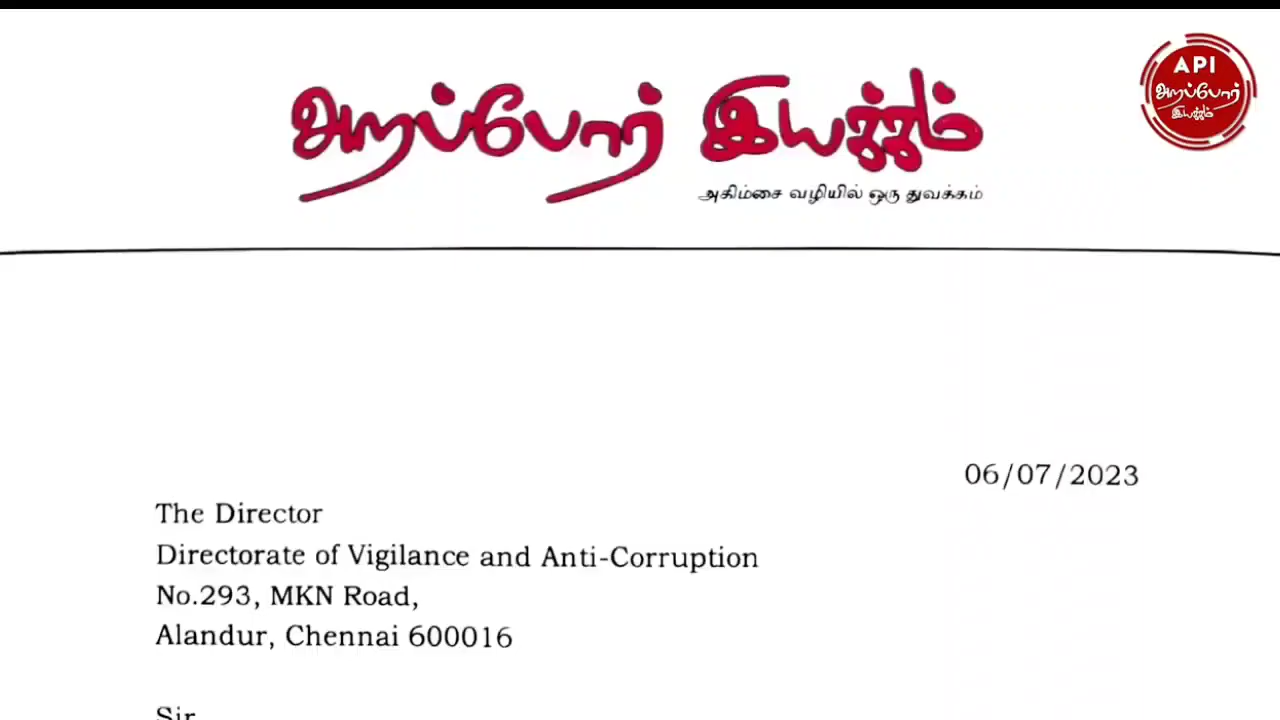 அறப்போர் இயக்கம்
அகிம்சை வழியில் ஒரு துவக்கம்
API
அறப்போர்
இயக்கம்
06/07/2023
The Director
Directorate of Vigilance and Anti-Corruption
No.293, MKN Road,
Alandur, Chennai 600016
Sir